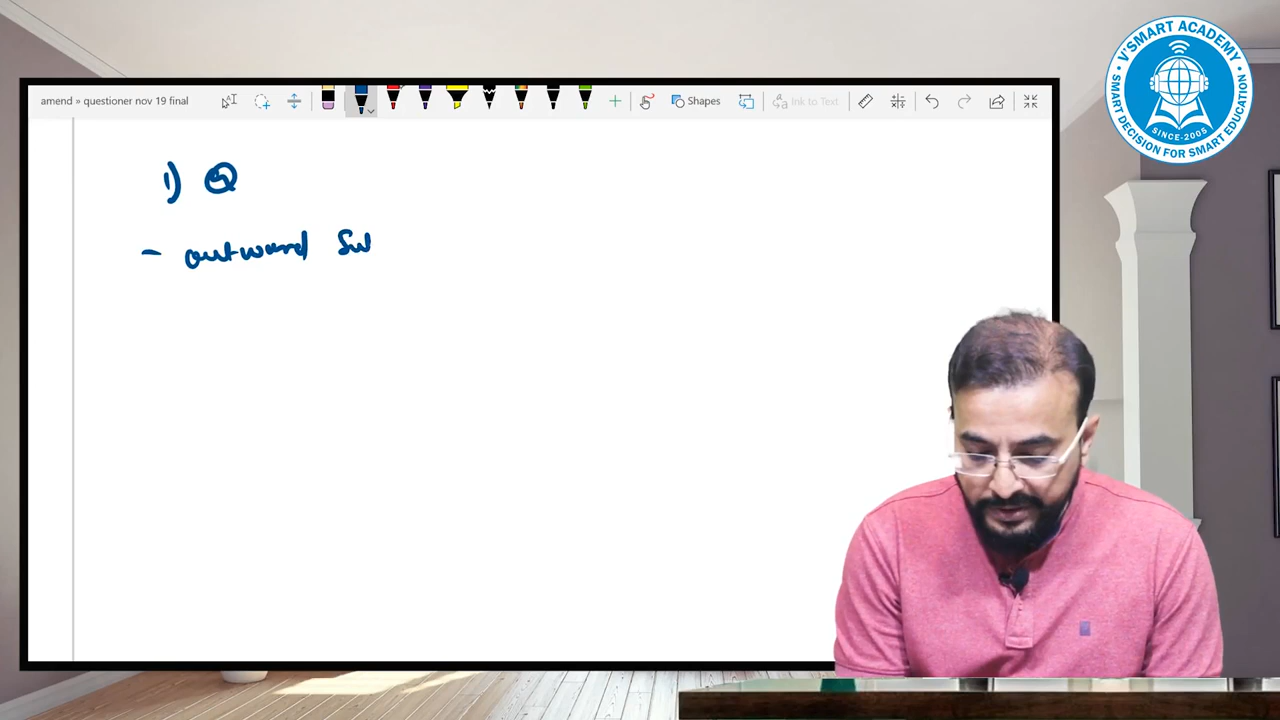 V'SMART ACADEMY
SMART DECISION FOR SMART EDUCATION
SINCE-2005
amend » questioner nov 19 final
Shapes
Ink to Text
1) Q
- outward